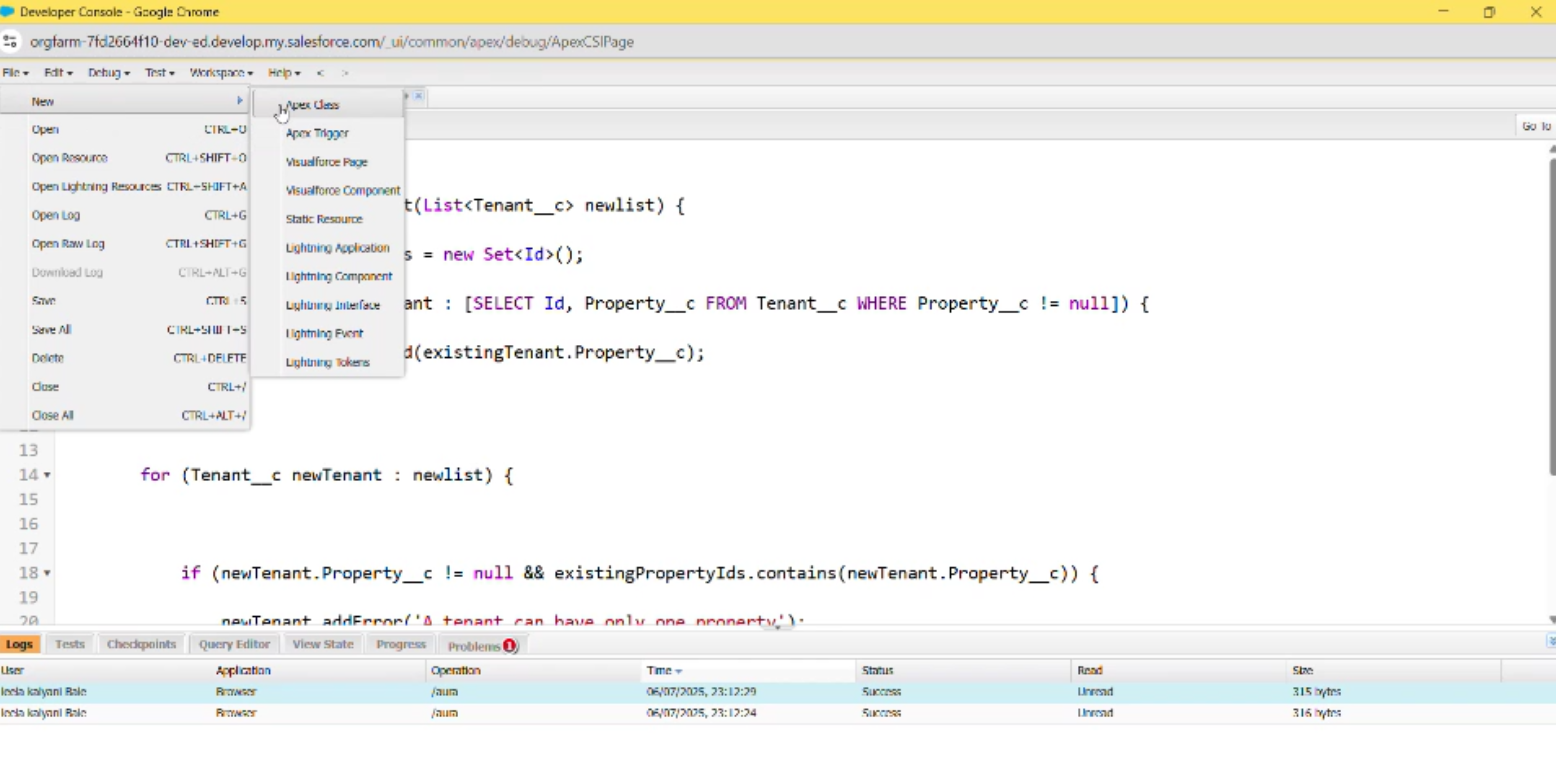 Developer Console - Google Chrome
orgfarm-7fd2664f10-dev-ed.develop.my.salesforce.com/_ui/common/apex/debug/ApexCSIPage
File Edit Debug Test Workspace Help < >
New
Open CTRL+O
Open Resource CTRL+SHIFT+O
Open Lightning Resources CTRL+SHIFT+A
Open Log CTRL+G
Open Raw Log CTRL+SHIFT+G
Download Log CTRL+ALT+G
Save CTRL+S
Save All CTRL+SHIFT+S
Delete CTRL+DELETE
Close CTRL+/
Close All CTRL+ALT+/
Apex Class
Apex Trigger
Visualforce Page
Visualforce Component
Static Resource
Lightning Application
Lightning Component
Lightning Interface
Lightning Event
Lightning Tokens
Go To
t(List<Tenant__c> newlist) {
s = new Set<Id>();
ant : [SELECT Id, Property__c FROM Tenant__c WHERE Property__c != null]) {
d(existingTenant.Property__c);
13
14 for (Tenant__c newTenant : newlist) {
15
16
17
18 if (newTenant.Property__c != null && existingPropertyIds.contains(newTenant.Property__c)) {
19
20 newTenant.addError('A tenant can have only one property');
Logs Tests Checkpoints Query Editor View State Progress Problems 1
User Application Operation Time Status Read Size
leela kalyani Bale Browser /aura 06/07/2025, 23:12:29 Success Unread 315 bytes
leela kalyani Bale Browser /aura 06/07/2025, 23:12:24 Success Unread 316 bytes